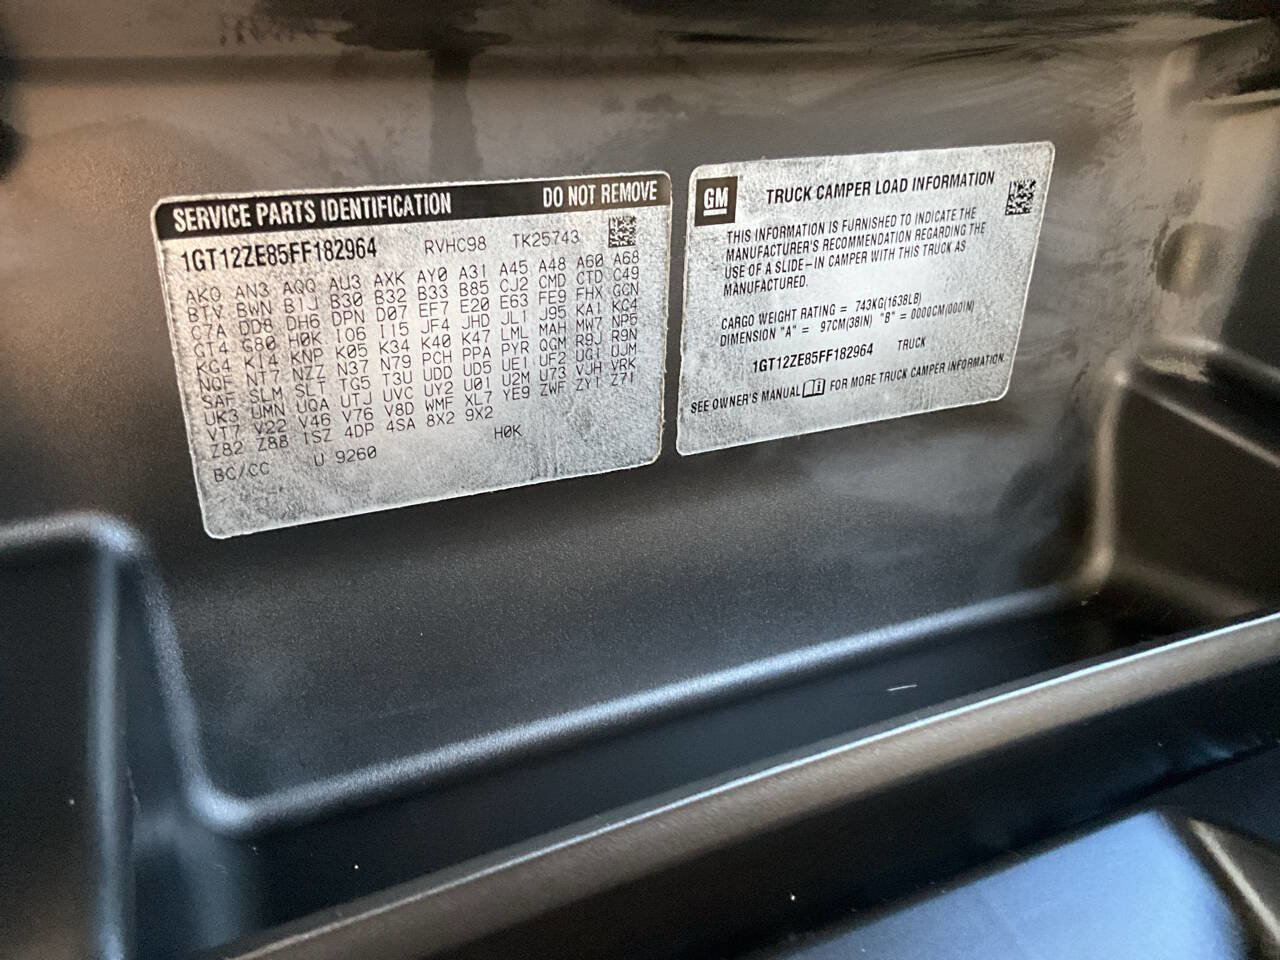 SERVICE PARTS IDENTIFICATION DO NOT REMOVE
1GT12ZE85FF182964 RVHC98 TK25743
AKO AN3 AQQ AU3 AXK AY0 A31 A45 A48 A60 A68
BTV BWN B1J B30 B32 B33 B85 CJ2 CMD CTD C49
C7A DD8 DH6 DPN D07 EF7 E20 E63 FE9 FHX GCN
GT4 G80 H0K IO6 I15 JF4 JHD JL1 J95 KA1 KC4
KG4 K14 KNP K05 K34 K40 K47 LML MAH MW7 NP5
NQF NT7 NZZ N37 N79 PCH PPA PYR QGM R9J R9N
SAF SLM SLT TG5 T3U UDD UD5 UEJ UF2 UG1 UJM
UK3 UMN UQA UTJ UVC UY2 U01 U2M U73 VJH VRK
VT7 V22 V46 V76 V8D WMF XL7 YE9 ZWF ZY1 Z71
Z82 Z88 1SZ 4DP 4SA 8X2 9X2
BC/CC U 9260 H0K
GM TRUCK CAMPER LOAD INFORMATION
THIS INFORMATION IS FURNISHED TO INDICATE THE
MANUFACTURER'S RECOMMENDATION REGARDING THE
USE OF A SLIDE-IN CAMPER WITH THIS TRUCK AS
MANUFACTURED.
CARGO WEIGHT RATING = 743KG(1638LB)
DIMENSION "A" = 97CM(38IN) "B" = 0000CM(000IN)
1GT12ZE85FF182964 TRUCK
SEE OWNER'S MANUAL FOR MORE TRUCK CAMPER INFORMATION.